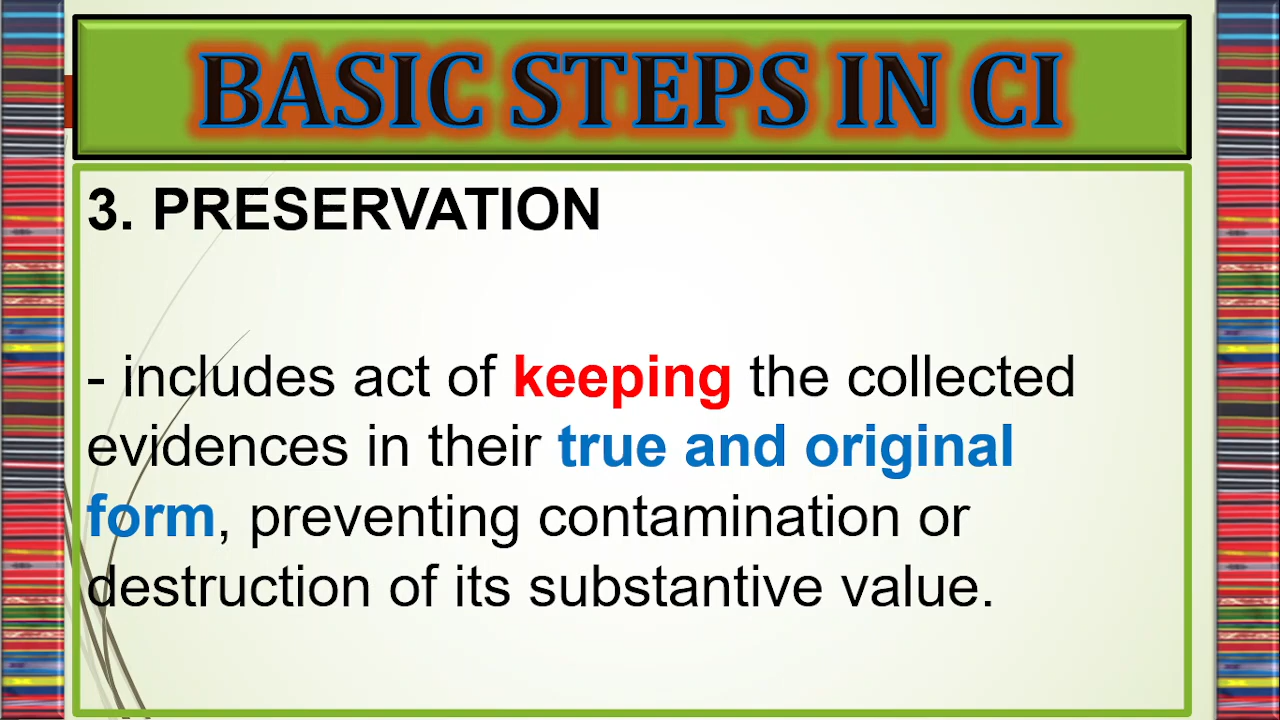 BASIC STEPS IN CI
3. PRESERVATION
- includes act of keeping the collected
evidences in their true and original
form, preventing contamination or
destruction of its substantive value.